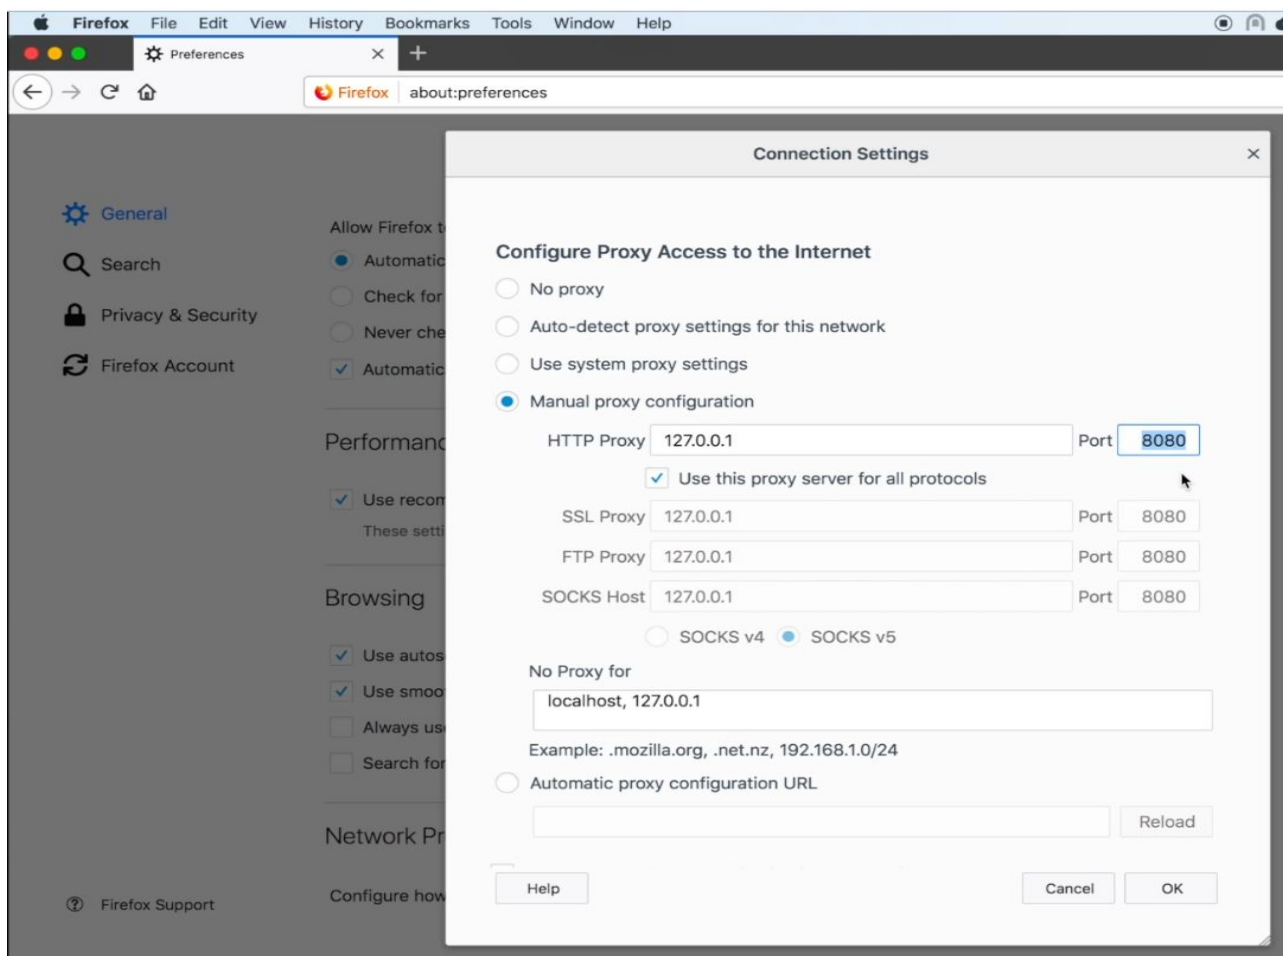 Firefox File Edit View History Bookmarks Tools Window Help
Preferences
Firefox about:preferences
Connection Settings
General
Search
Privacy & Security
Firefox Account
Firefox Support
Allow Firefox t
Automatic
Check for
Never che
Automatic
Performanc
Use recom
These setti
Browsing
Use autos
Use smoo
Always us
Search for
Network Pr
Configure how
Configure Proxy Access to the Internet
No proxy
Auto-detect proxy settings for this network
Use system proxy settings
Manual proxy configuration
HTTP Proxy 127.0.0.1 Port 8080
Use this proxy server for all protocols
SSL Proxy 127.0.0.1 Port 8080
FTP Proxy 127.0.0.1 Port 8080
SOCKS Host 127.0.0.1 Port 8080
SOCKS v4 SOCKS v5
No Proxy for
localhost, 127.0.0.1
Example: .mozilla.org, .net.nz, 192.168.1.0/24
Automatic proxy configuration URL
Reload
Help Cancel OK